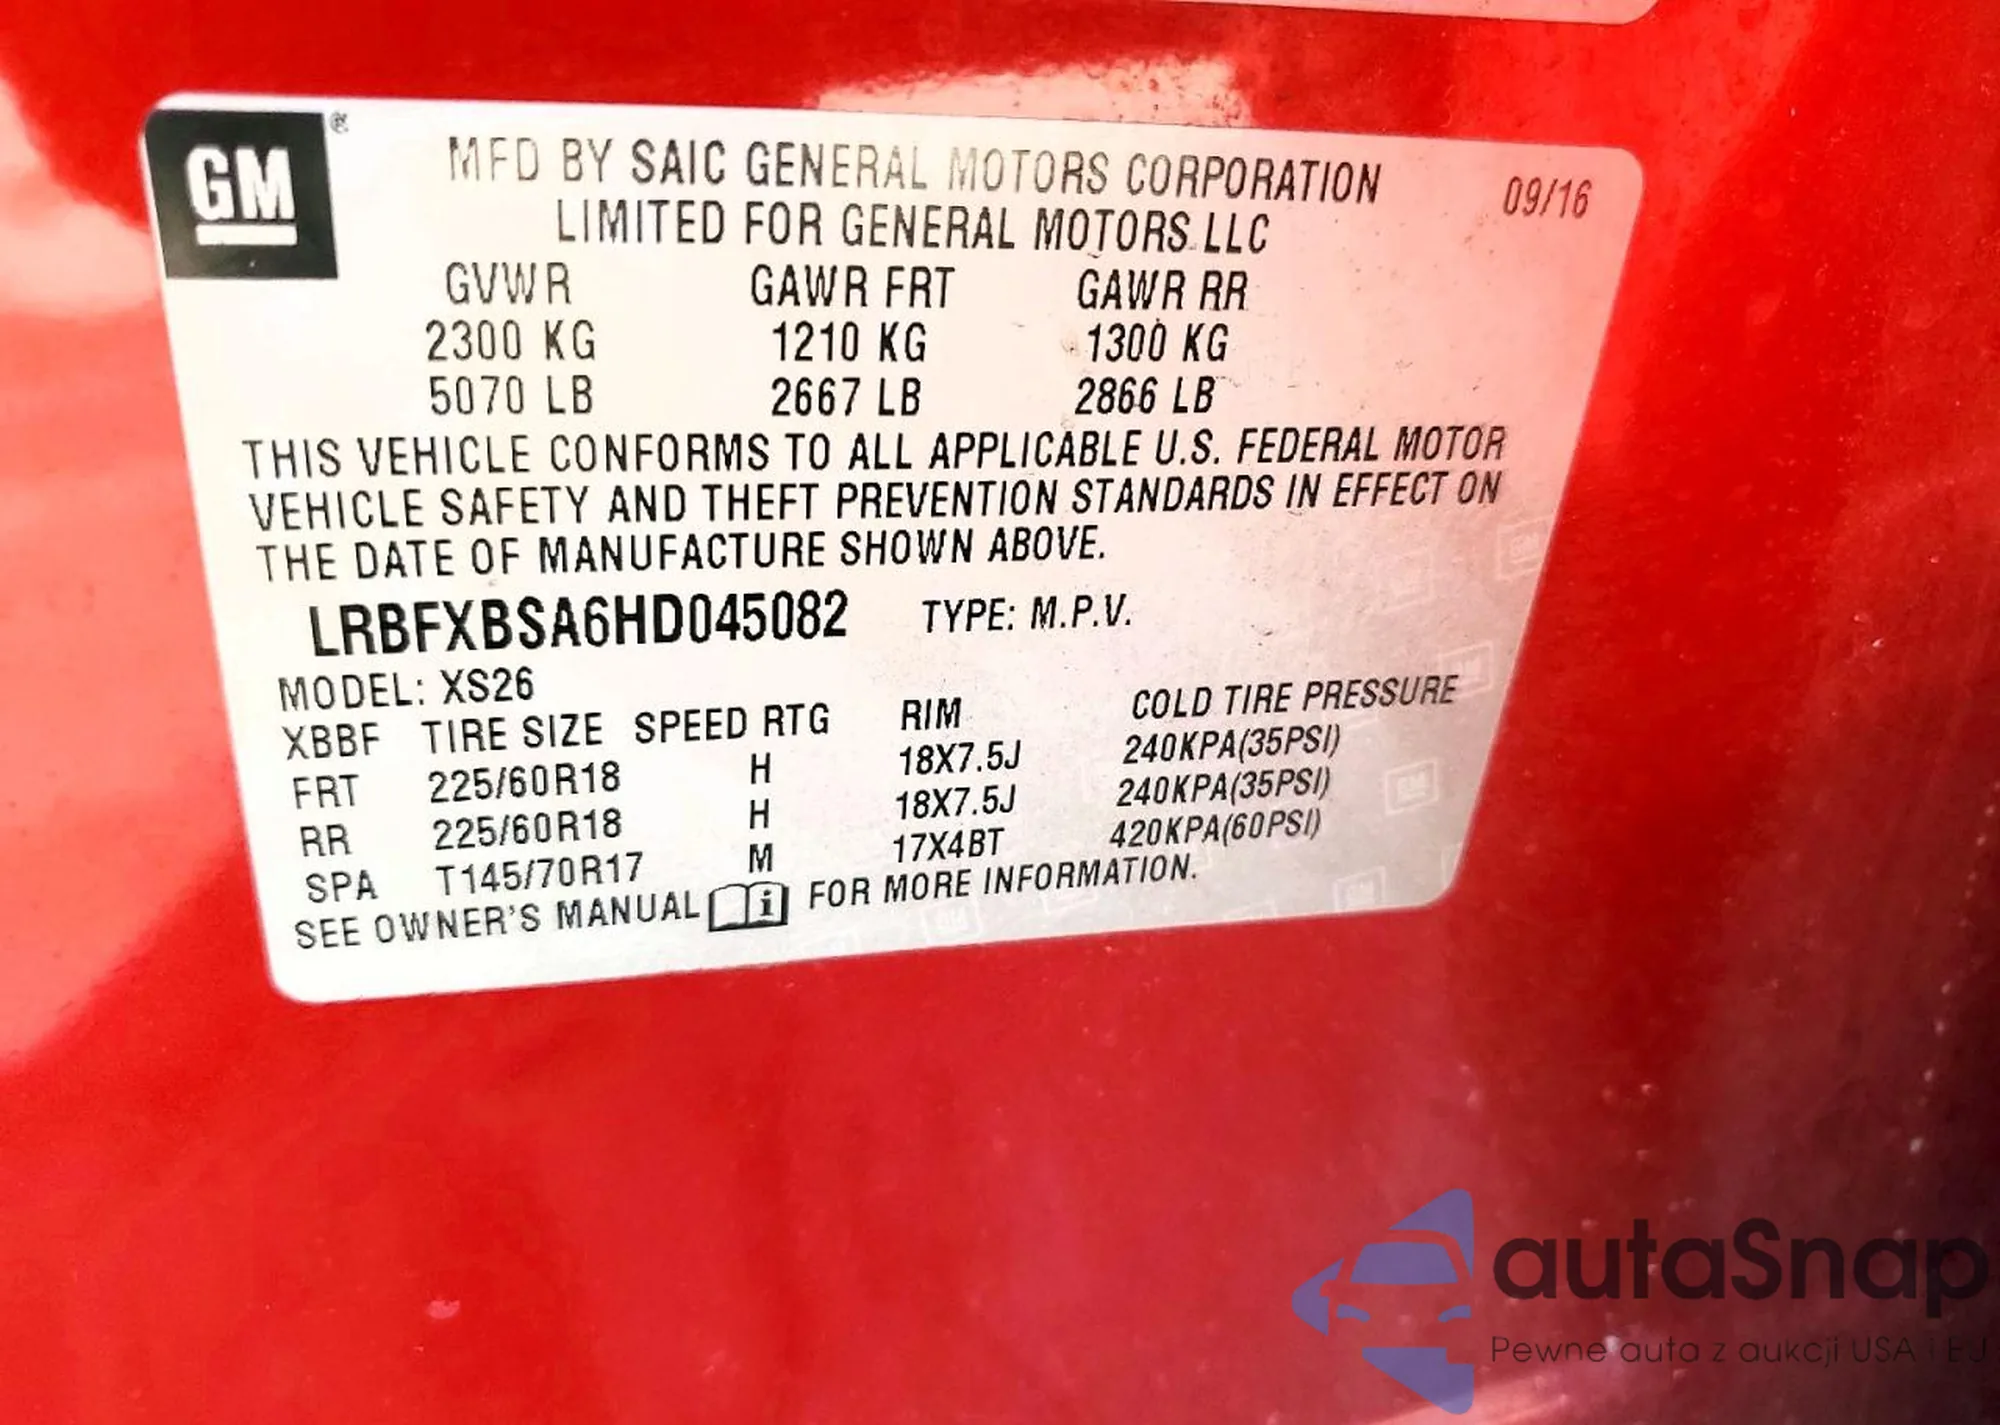 GM ®
MFD BY SAIC GENERAL MOTORS CORPORATION 09/16
LIMITED FOR GENERAL MOTORS LLC
GVWR GAWR FRT GAWR RR
2300 KG 1210 KG 1300 KG
5070 LB 2667 LB 2866 LB
THIS VEHICLE CONFORMS TO ALL APPLICABLE U.S. FEDERAL MOTOR
VEHICLE SAFETY AND THEFT PREVENTION STANDARDS IN EFFECT ON
THE DATE OF MANUFACTURE SHOWN ABOVE.
LRBFXBSA6HD045082 TYPE: M.P.V.
MODEL: XS26
XBBF TIRE SIZE SPEED RTG RIM COLD TIRE PRESSURE
FRT 225/60R18 H 18X7.5J 240KPA(35PSI)
RR 225/60R18 H 18X7.5J 240KPA(35PSI)
SPA T145/70R17 M 17X4BT 420KPA(60PSI)
SEE OWNER'S MANUAL i FOR MORE INFORMATION.
autaSnap
Pewne auta z aukcji USA i EU